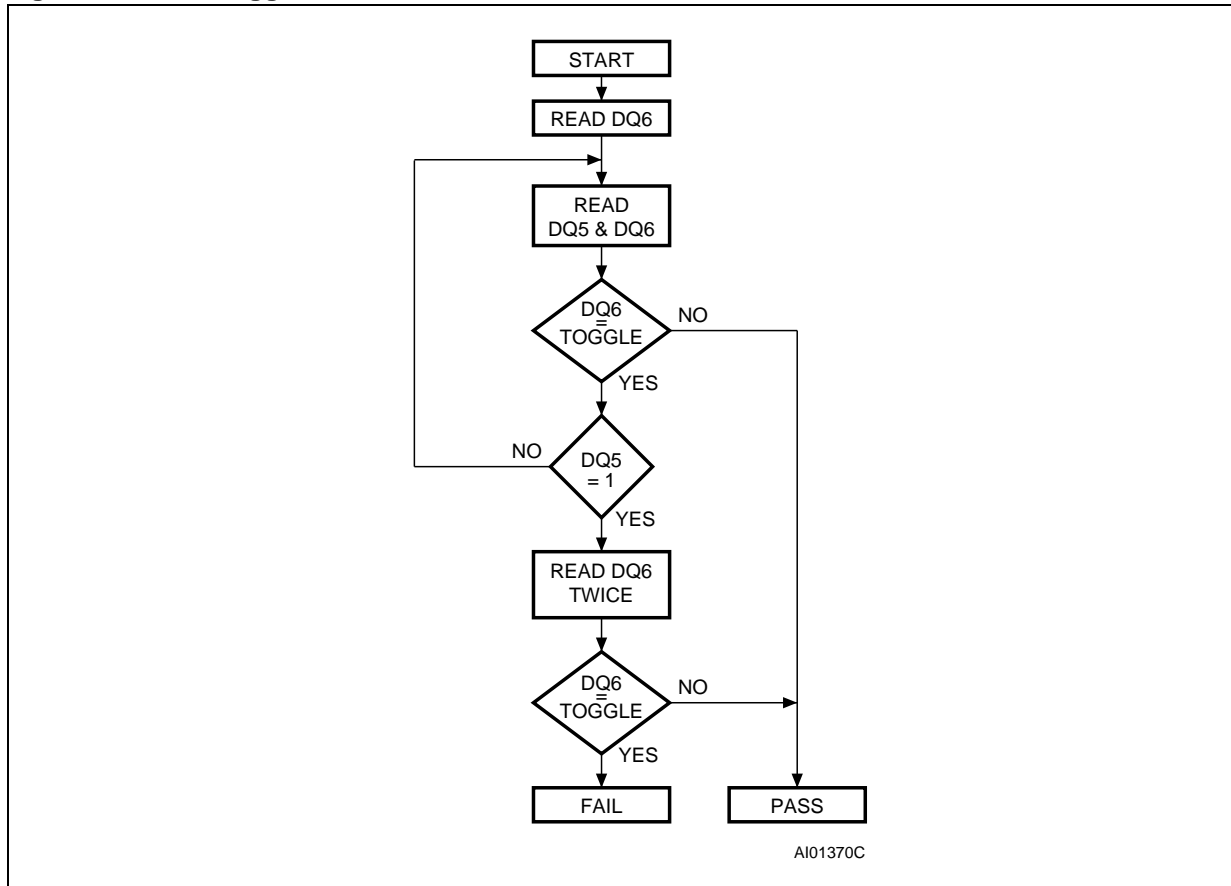 START
READ DQ6
READ
DQ5 & DQ6
DQ6
=
TOGGLE
NO
YES
NO
DQ5
= 1
YES
READ DQ6
TWICE
DQ6
=
TOGGLE
NO
YES
FAIL
PASS
AI01370C